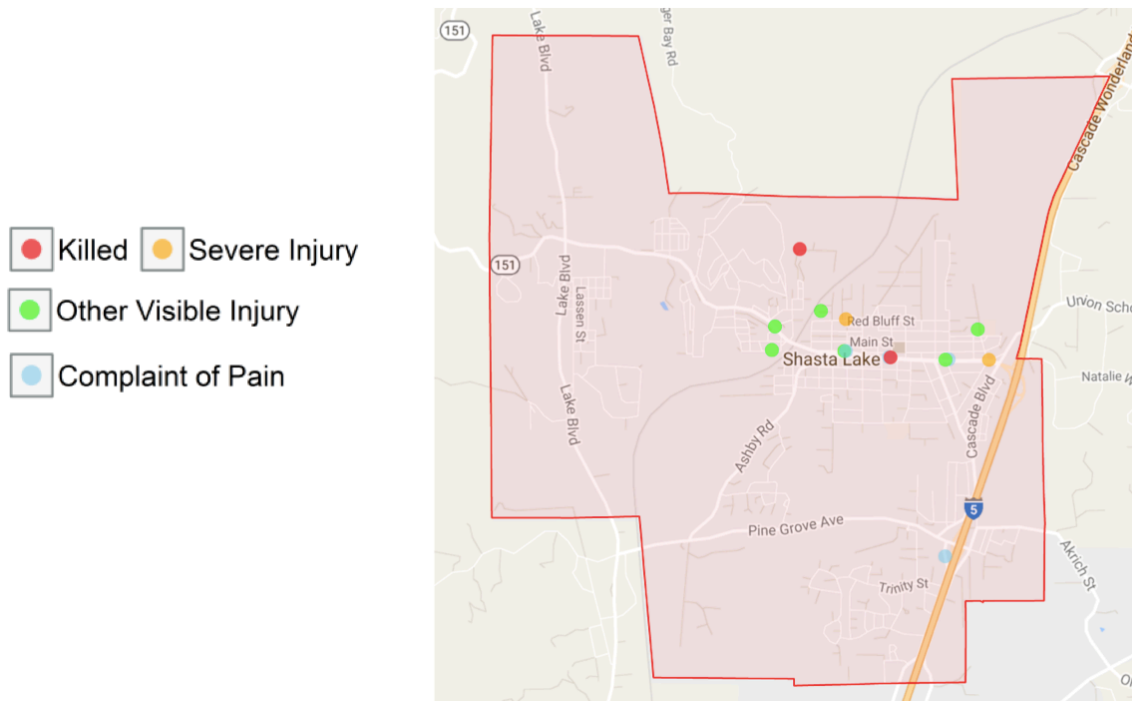 Killed
Severe Injury
Other Visible Injury
Complaint of Pain
151
Lake Blvd
ger Bay Rd
Cascade Wonderland
151
Lake Blvd
Lassen St
Red Bluff St
Main St
Shasta Lake
Union Scho
Natalie W
Lake Blvd
Cascade Blvd
Ashby Rd
5
Pine Grove Ave
Akrich St
Trinity St